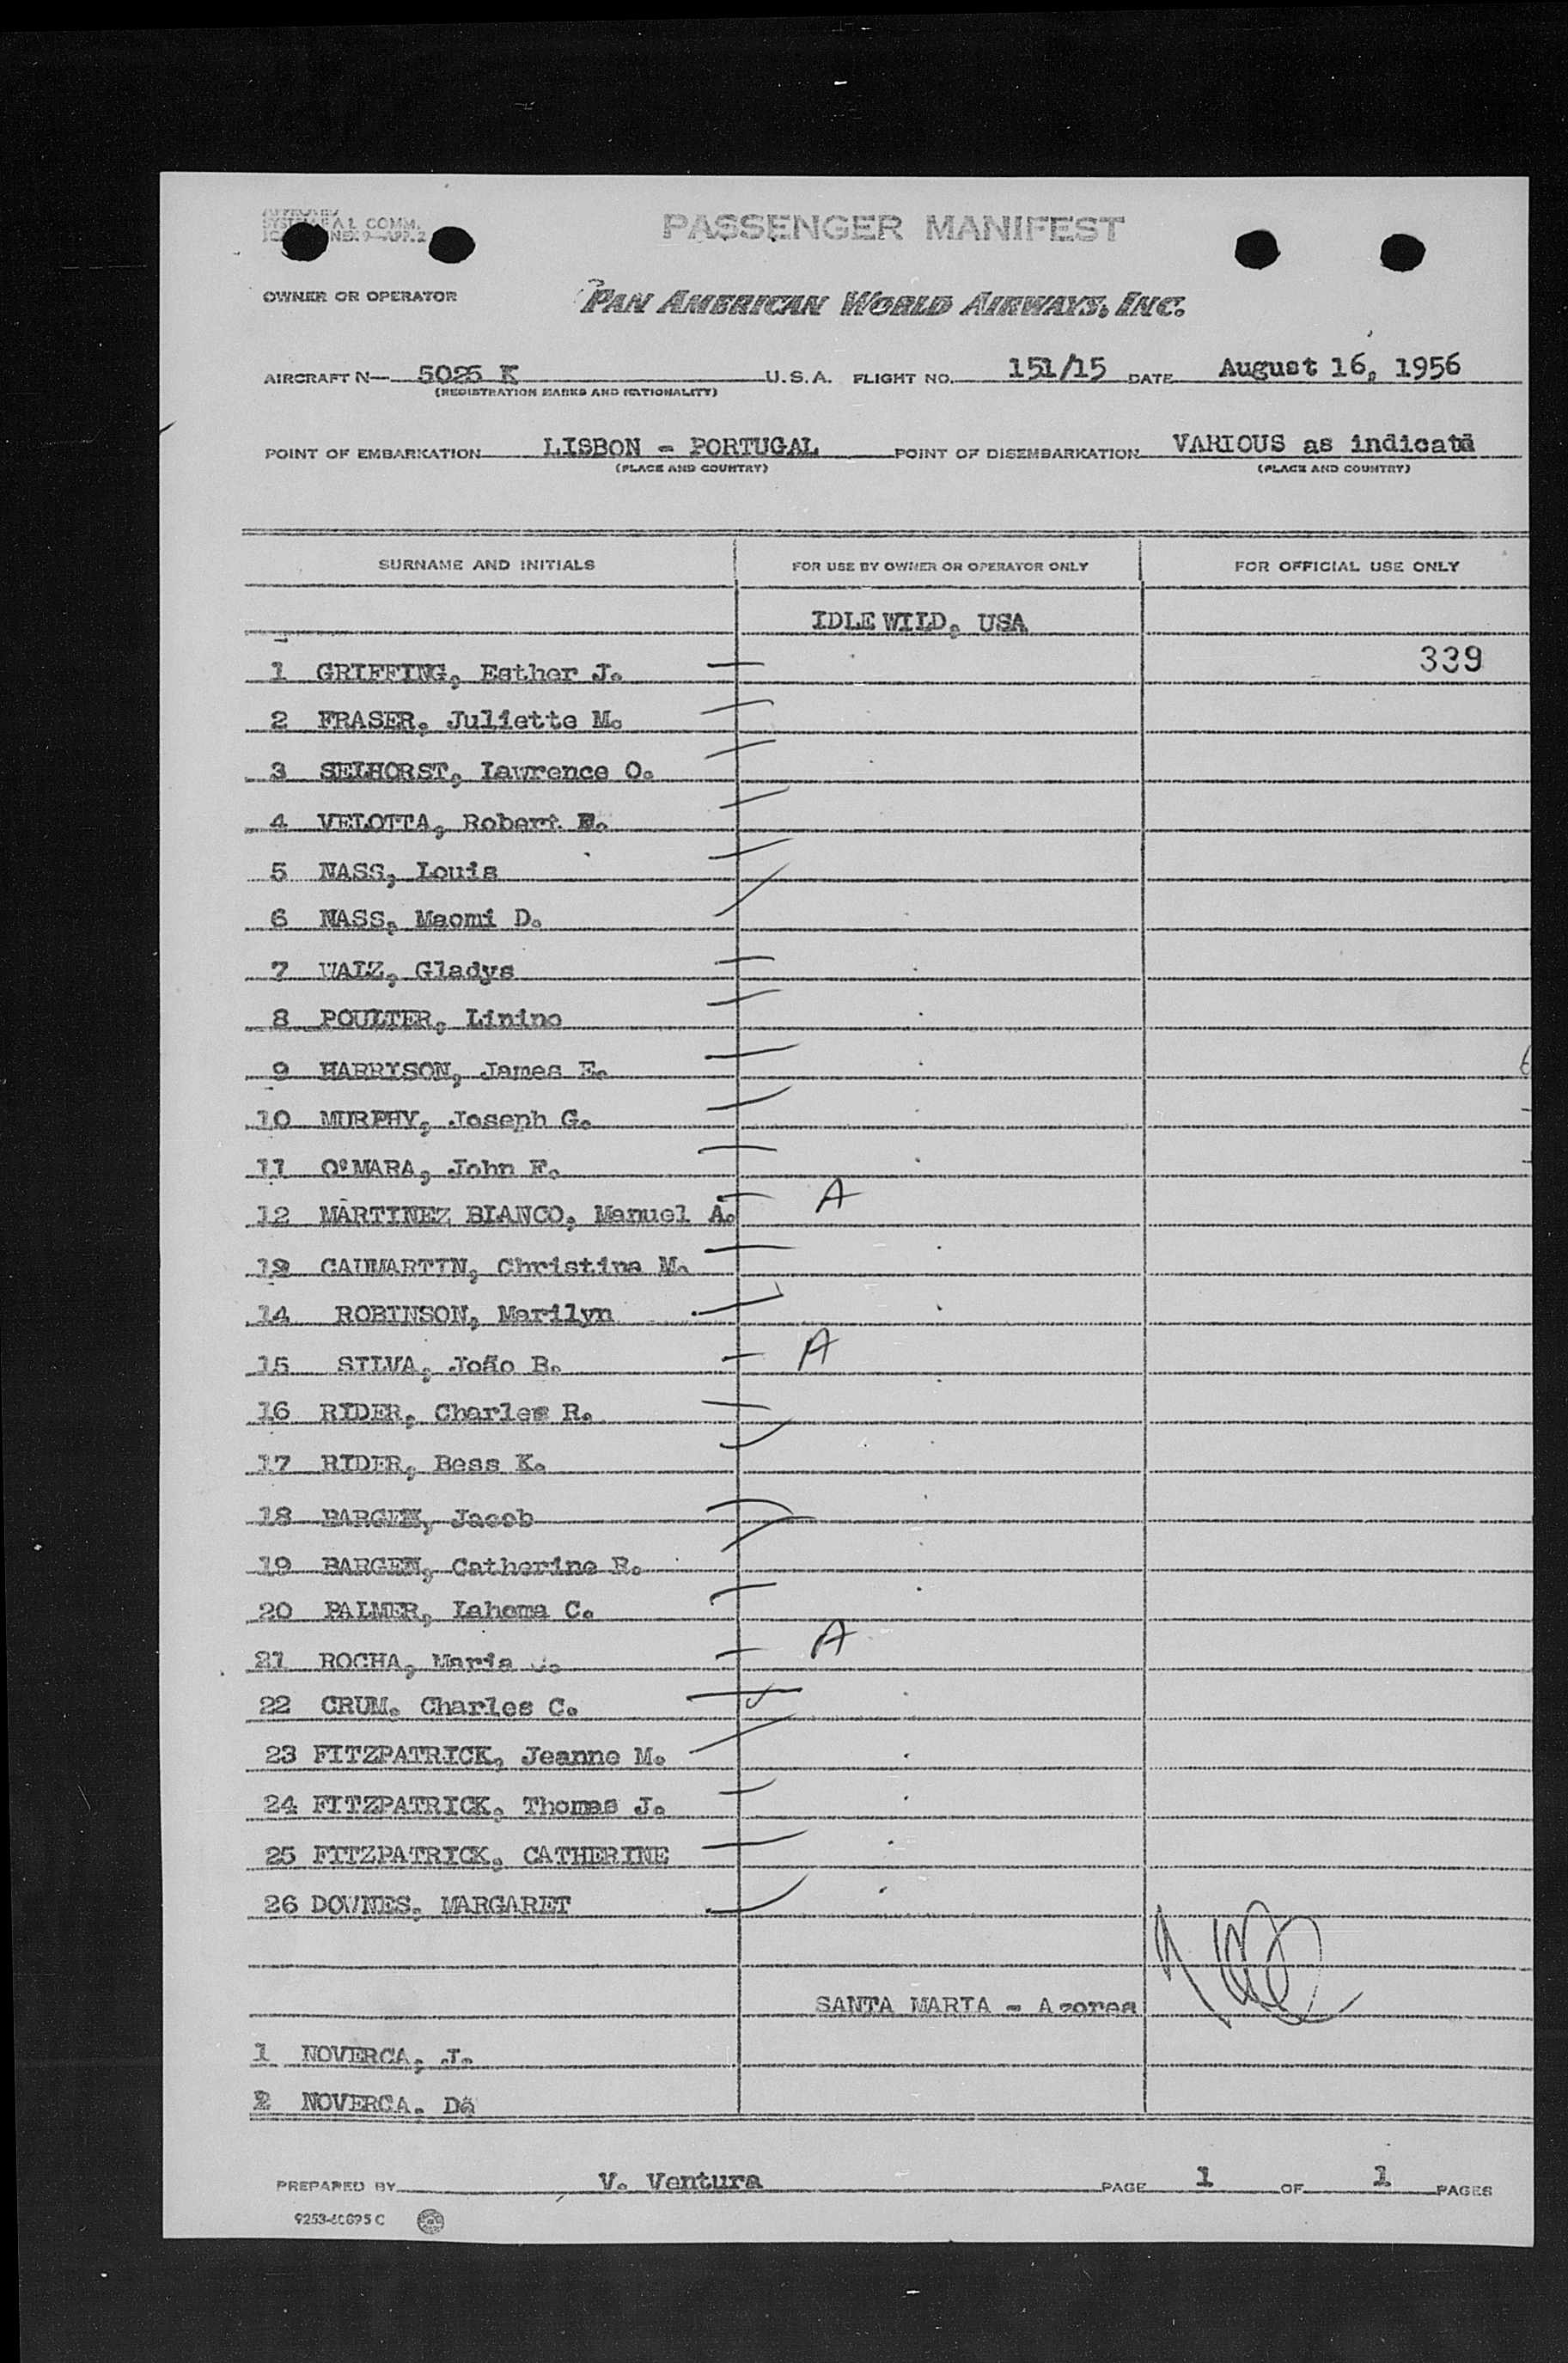 APPROVED
SYSTEM F.A.L. COMM.
PASSENGER MANIFEST
OWNER OR OPERATOR PAN AMERICAN WORLD AIRWAYS, INC.
AIRCRAFT N— 5025 K U.S.A. FLIGHT NO. 151/15 DATE August 16, 1956
(REGISTRATION MARKS AND NATIONALITY)
POINT OF EMBARKATION LISBON - PORTUGAL POINT OF DISEMBARKATION VARIOUS as indicatd
(PLACE AND COUNTRY) (PLACE AND COUNTRY)
SURNAME AND INITIALS FOR USE BY OWNER OR OPERATOR ONLY FOR OFFICIAL USE ONLY
IDLEWILD, USA
1 GRIFFING, Esther J. 339
2 FRASER, Juliette M.
3 SELHORST, Lawrence O.
4 VELOTTA, Robert
5 NASS, Louis
6 NASS, Maomi D.
7 WALZ, Gladys
8 POULTER, Linino
9 HARRYSON, James E.
10 MURPHY, Joseph G.
11 O'MARA, John F.
12 MARTINEZ BIANCO, Manuel A. A
13 CAUMARTIN, Christina M.
14 ROBINSON, Marilyn
15 SILVA, João B. A
16 RIDER, Charles R.
17 RIDER, Bess K.
18 BARGEN, Jacob
19 BARGEN, Catherine R.
20 PALMER, Lahoma C.
21 ROCHA, Maria J. A
22 CRUM. Charles C.
23 FITZPATRICK, Jeanne M.
24 FITZPATRICK, Thomas J.
25 FITZPATRICK, CATHERINE
26 DOWNES. MARGARET
SANTA MARIA - Azores
1 NOVERCA, J.
2 NOVERCA.
PREPARED BY V. Ventura PAGE 1 OF 1 PAGES